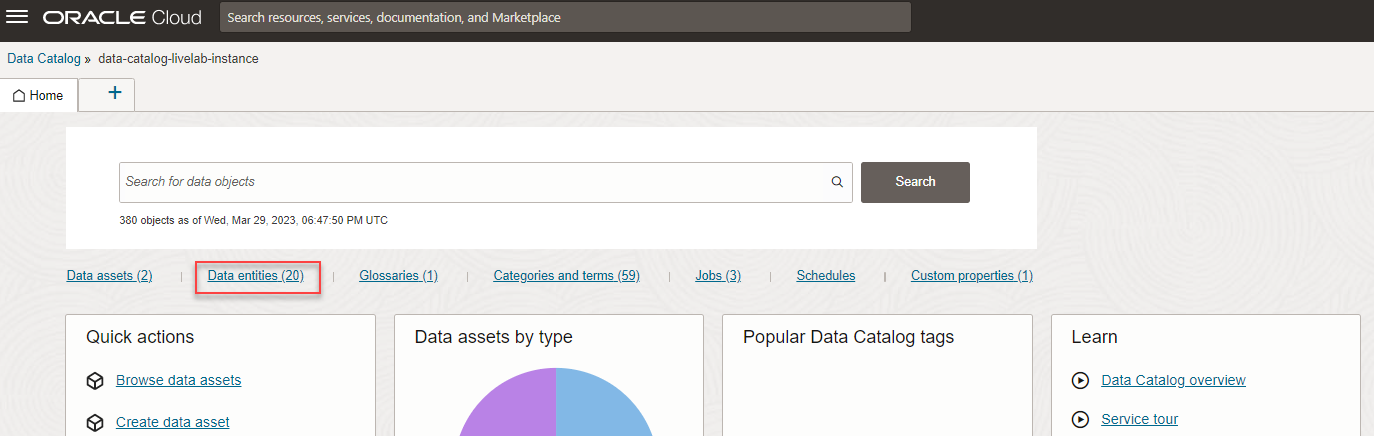 ORACLE Cloud
Search resources, services, documentation, and Marketplace
Data Catalog » data-catalog-livelab-instance
Home +
Search for data objects
Search
380 objects as of Wed, Mar 29, 2023, 06:47:50 PM UTC
Data assets (2) | Data entities (20) | Glossaries (1) | Categories and terms (59) | Jobs (3) | Schedules | Custom properties (1)
Quick actions
Browse data assets
Create data asset
Data assets by type
Popular Data Catalog tags
Learn
Data Catalog overview
Service tour